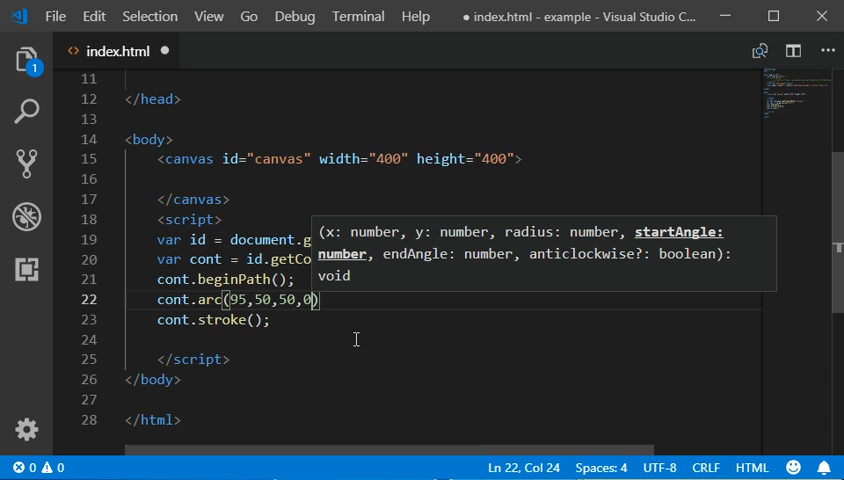 File Edit Selection View Go Debug Terminal Help ● index.html - example - Visual Studio C...
<> index.html ●
1
11
12 </head>
13
14 <body>
15 <canvas id="canvas" width="400" height="400">
16
17 </canvas>
18 <script>
19 var id = document.g
20 var cont = id.getCo
21 cont.beginPath();
22 cont.arc(95,50,50,0)
23 cont.stroke();
24
25 </script>
26 </body>
27
28 </html>
(x: number, y: number, radius: number, startAngle:
number, endAngle: number, anticlockwise?: boolean):
void
0 0 Ln 22, Col 24 Spaces: 4 UTF-8 CRLF HTML